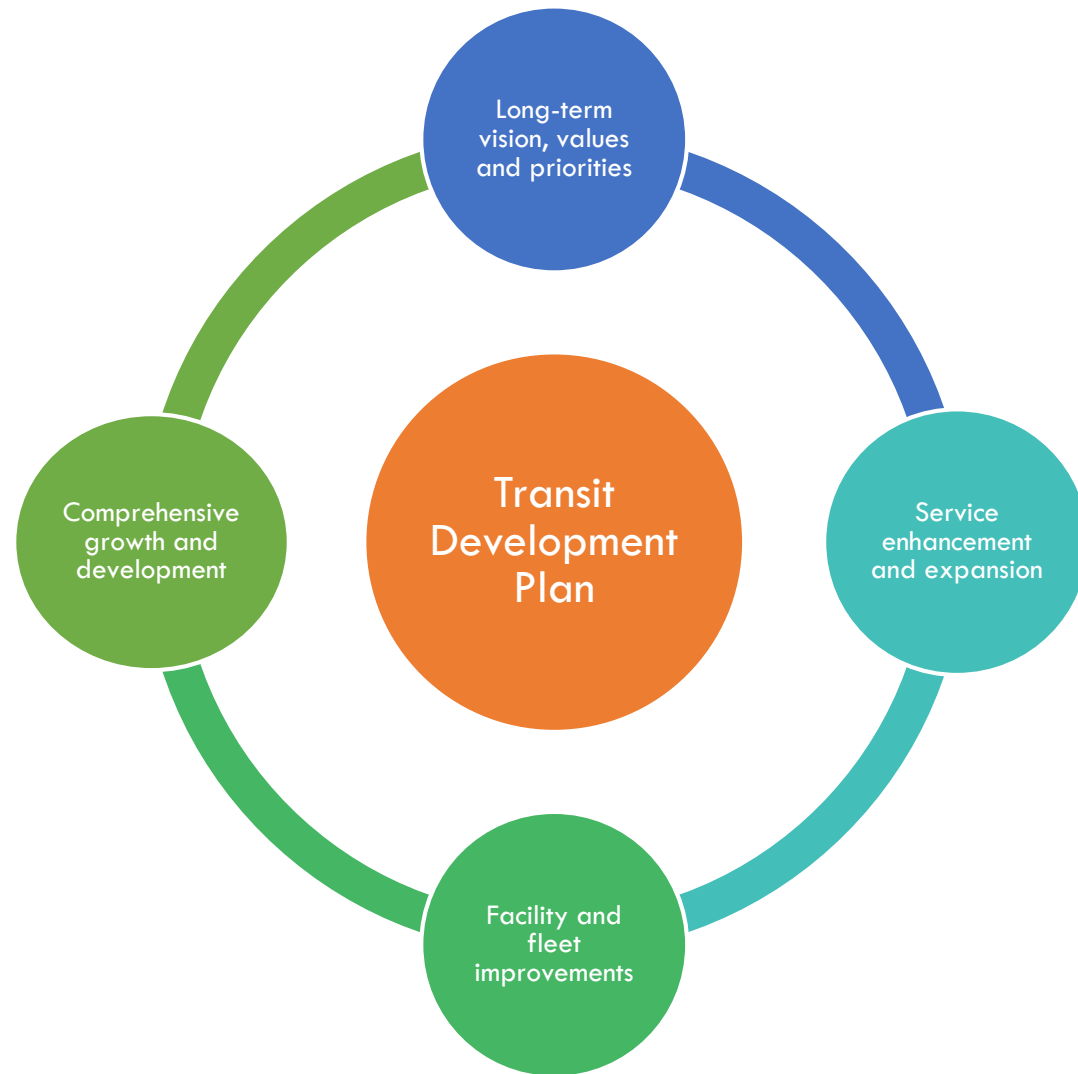 Long-term
vision, values
and priorities
Comprehensive
growth and
development
Transit
Development
Plan
Service
enhancement
and expansion
Facility and
fleet
improvements